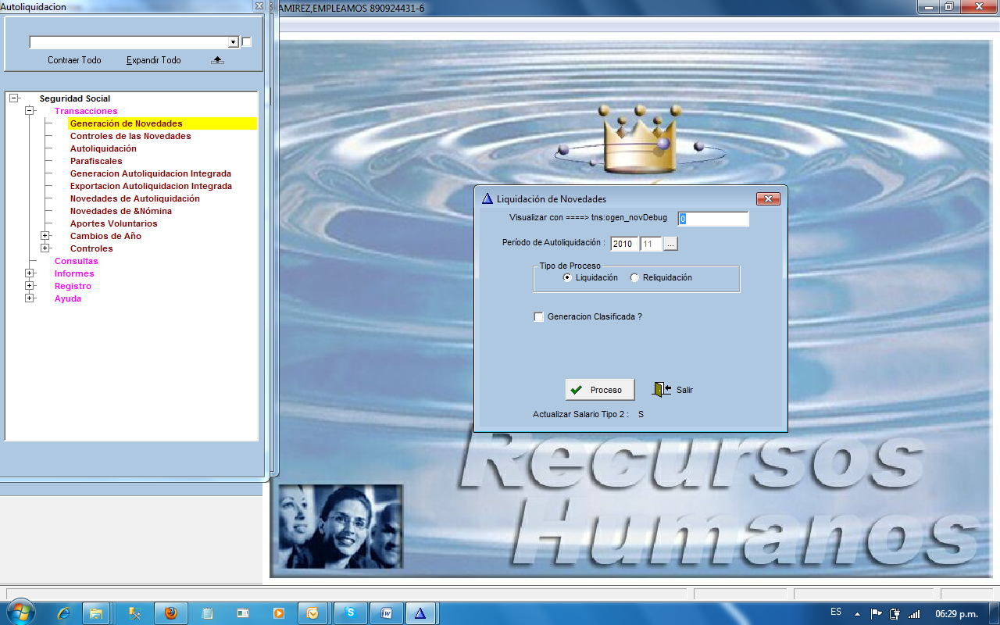 Autoliquidacion
AMIREZ,EMPLEAMOS 890924431-6
Contraer Todo Expandir Todo
Seguridad Social
Transacciones
Generación de Novedades
Controles de las Novedades
Autoliquidación
Parafiscales
Generacion Autoliquidacion Integrada
Exportacion Autoliquidacion Integrada
Novedades de Autoliquidación
Novedades de &Nómina
Aportes Voluntarios
Cambios de Año
Controles
Consultas
Informes
Registro
Ayuda
Liquidación de Novedades
Visualizar con ====> tns:ogen_novDebug 0
Período de Autoliquidación : 2010 11 ...
Tipo de Proceso
Liquidación Reliquidación
Generacion Clasificada ?
Proceso Salir
Actualizar Salario Tipo 2 : S
Recursos
Humanos
ES 06:29 p.m.